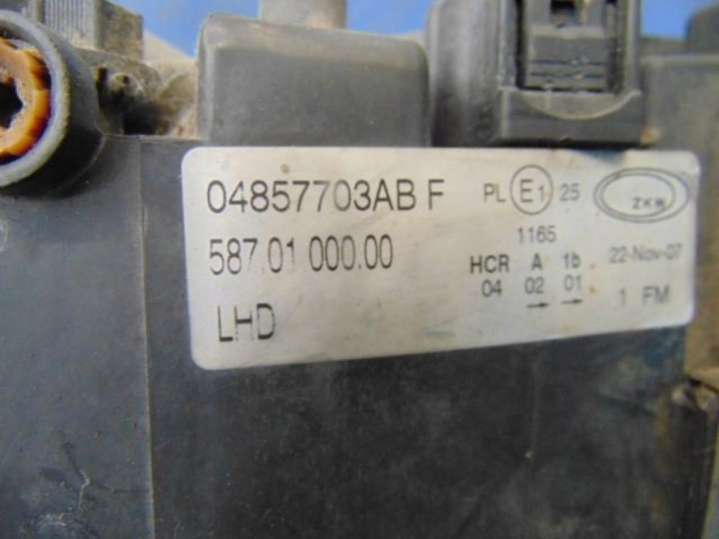 04857703AB F
587.01 000.00
LHD
PL E1 25
1165
HCR A 1b
04 02 01
→ →
ZKW
22-Nov-07
1 FM